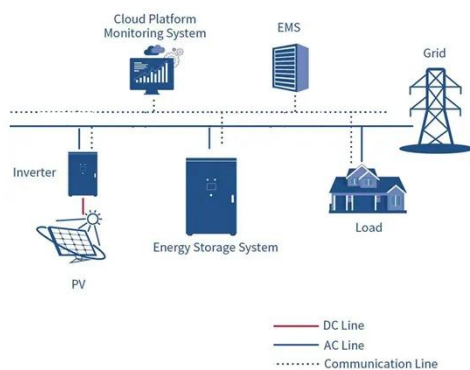 Cloud Platform
Monitoring System
EMS
Grid
Inverter
Energy Storage System
Load
PV
DC Line
AC Line
Communication Line